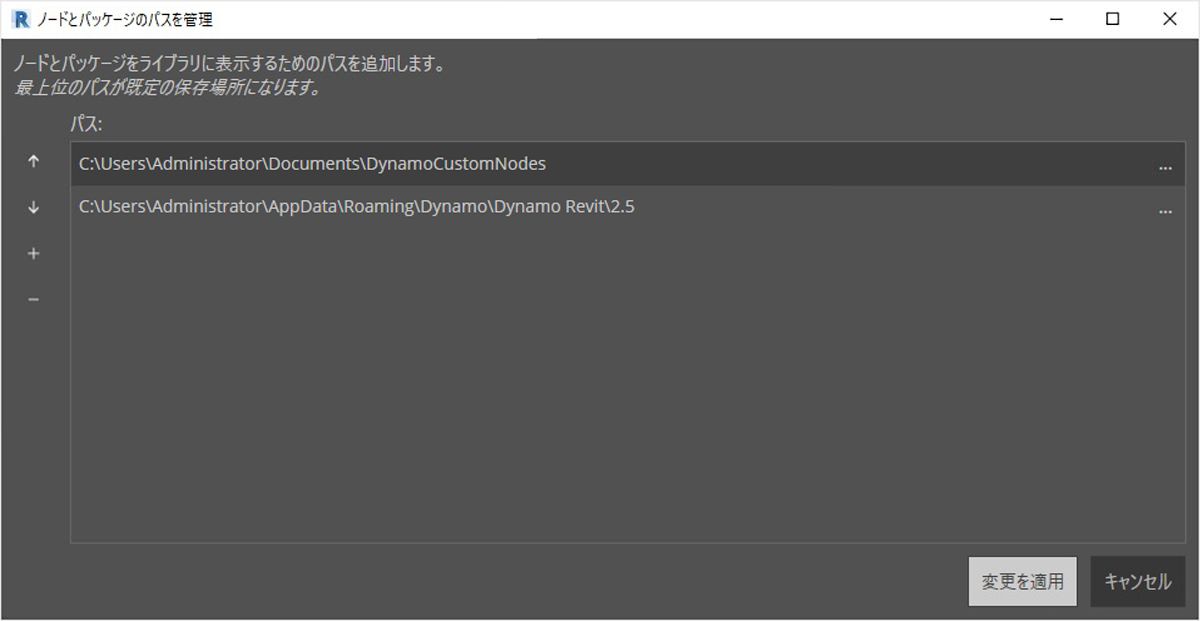 ノードとパッケージのパスを管理
ノードとパッケージをライブラリに表示するためのパスを追加します。
最上位のパスが既定の保存場所になります。
パス:
C:\Users\Administrator\Documents\DynamoCustomNodes ...
C:\Users\Administrator\AppData\Roaming\Dynamo\Dynamo Revit\2.5 ...
変更を適用 キャンセル